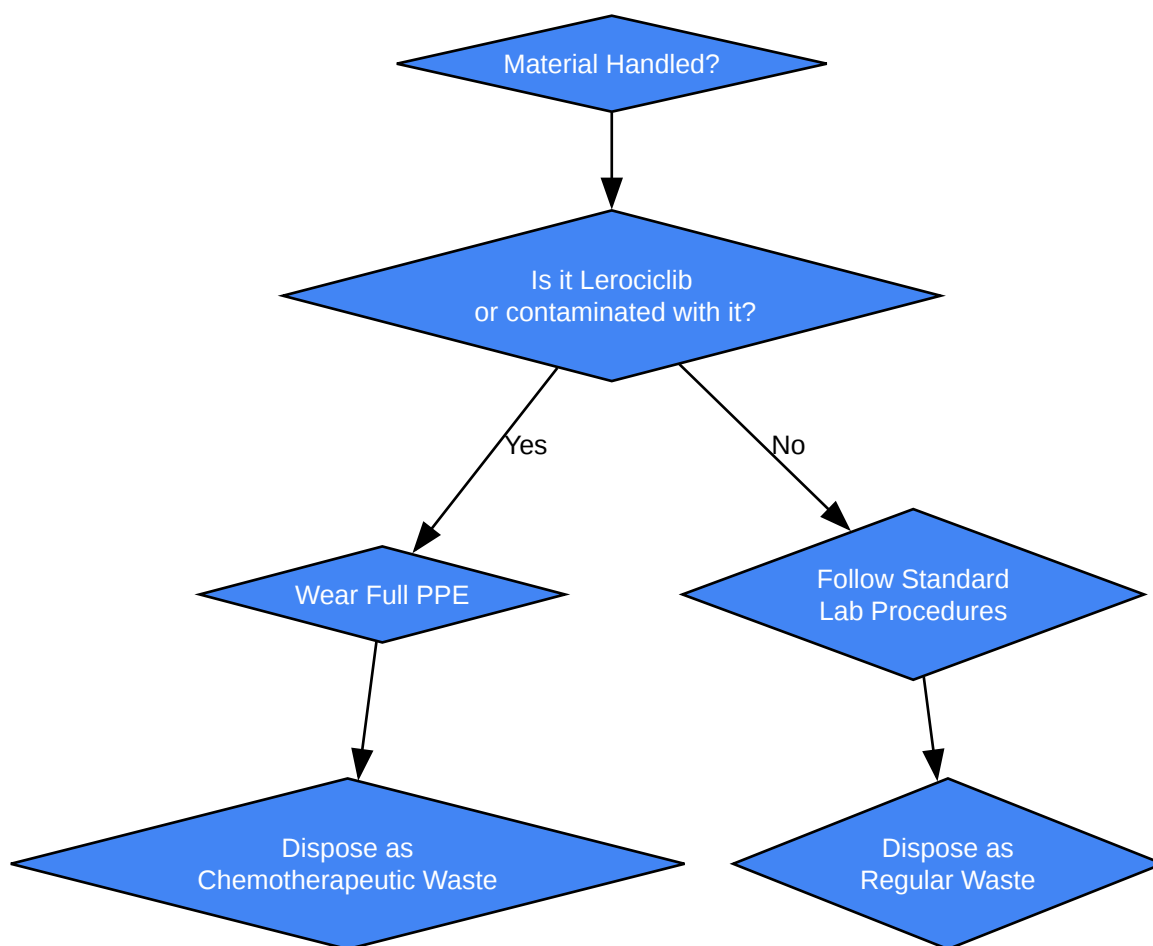 Material Handled?
Is it Lerociclib
or contaminated with it?
Yes
No
Wear Full PPE
Follow Standard
Lab Procedures
Dispose as
Chemotherapeutic Waste
Dispose as
Regular Waste